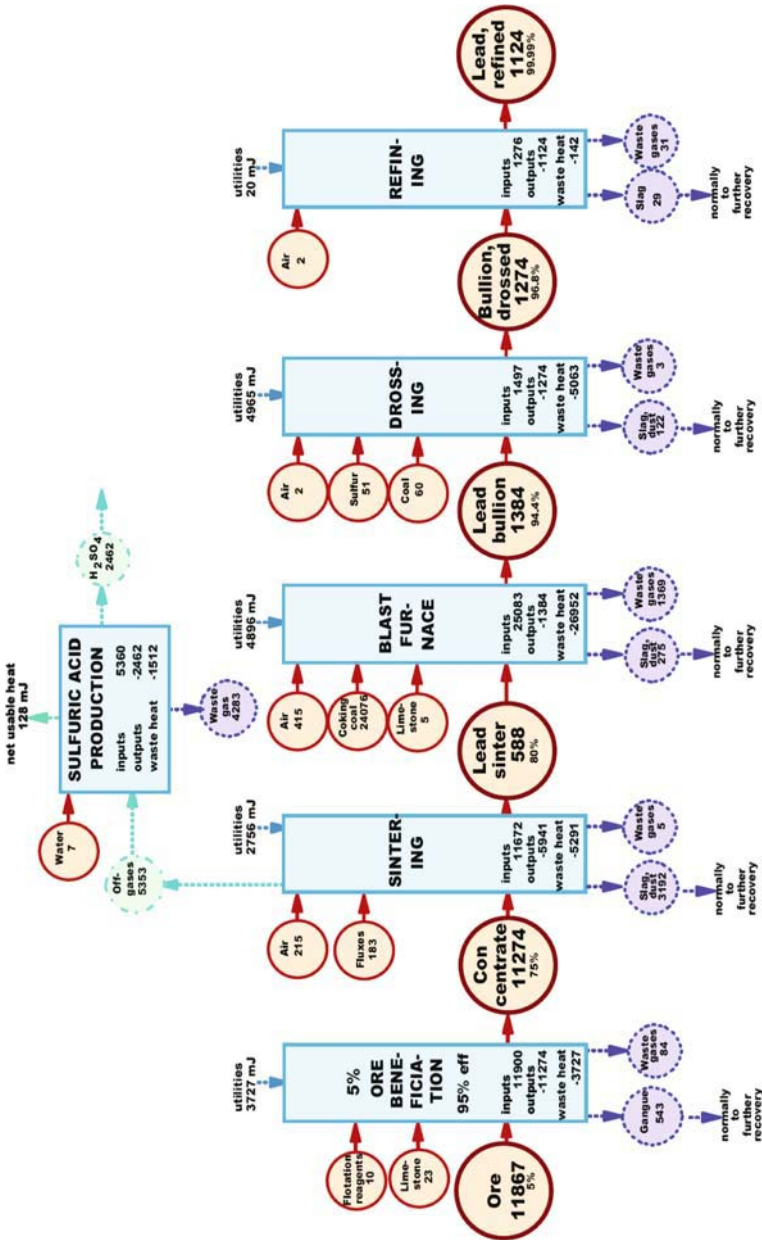 net usable heat
128 mJ
Water
7
SULFURIC ACID
PRODUCTION
inputs 5360
outputs -2462
waste heat -1512
H2SO4
2462
Off-
gases
5353
Waste
gas
4283
utilities
3727 mJ
Flotation
reagents
10
Lime-
stone
23
Ore
11867
5%
5%
ORE
BENE-
FICIA-
TION
95% eff
inputs
11900
outputs
-11274
waste heat
-3727
Gangue
543
Waste
gases
84
normally
to
further
recovery
Con
centrate
11274
75%
utilities
2756 mJ
Air
215
Fluxes
183
SINTER-
ING
inputs
11672
outputs
-5941
waste heat
-5291
Slag,
dust
3192
Waste
gases
5
normally
to
further
recovery
Lead
sinter
588
80%
utilities
4896 mJ
Air
415
Coking
coal
24076
Lime-
stone
5
BLAST
FUR-
NACE
inputs
25083
outputs
-1384
waste heat
-26952
Slag,
dust
275
Waste
gases
1369
normally
to
further
recovery
Lead
bullion
1384
94.4%
utilities
4965 mJ
Air
2
Sulfur
51
Coal
60
DROSS-
ING
inputs
1497
outputs
-1274
waste heat
-5063
Slag,
dust
122
Waste
gases
3
normally
to
further
recovery
Bullion,
drossed
1274
96.8%
utilities
20 mJ
Air
2
REFIN-
ING
inputs
1276
outputs
-1124
waste heat
-142
Slag
29
Waste
gases
31
normally
to
further
recovery
Lead,
refined
1124
99.99%